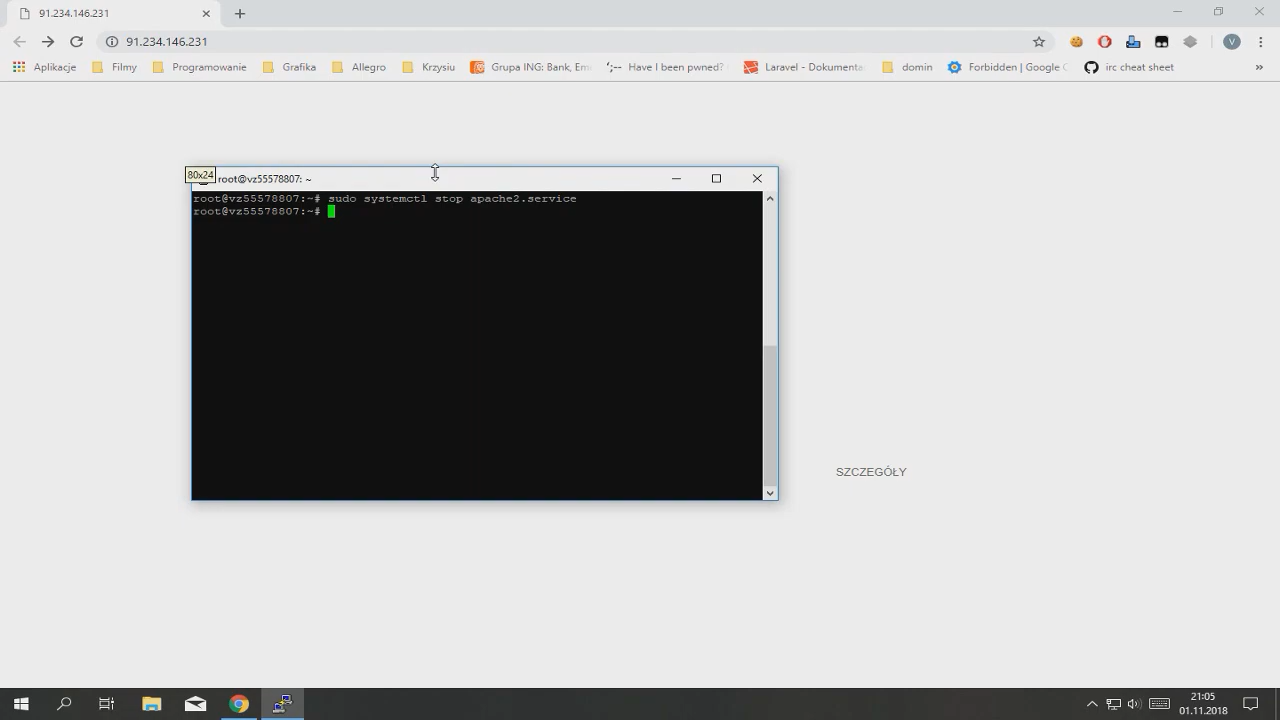 91.234.146.231
91.234.146.231
Aplikacje Filmy Programowanie Grafika Allegro Krzysiu Grupa ING: Bank, Em Have I been pwned? Laravel - Dokumenta domin Forbidden | Google irc cheat sheet »
80x24 root@vz55578807: ~
root@vz55578807:~# sudo systemctl stop apache2.service
root@vz55578807:~#
SZCZEGÓŁY
21:05
01.11.2018